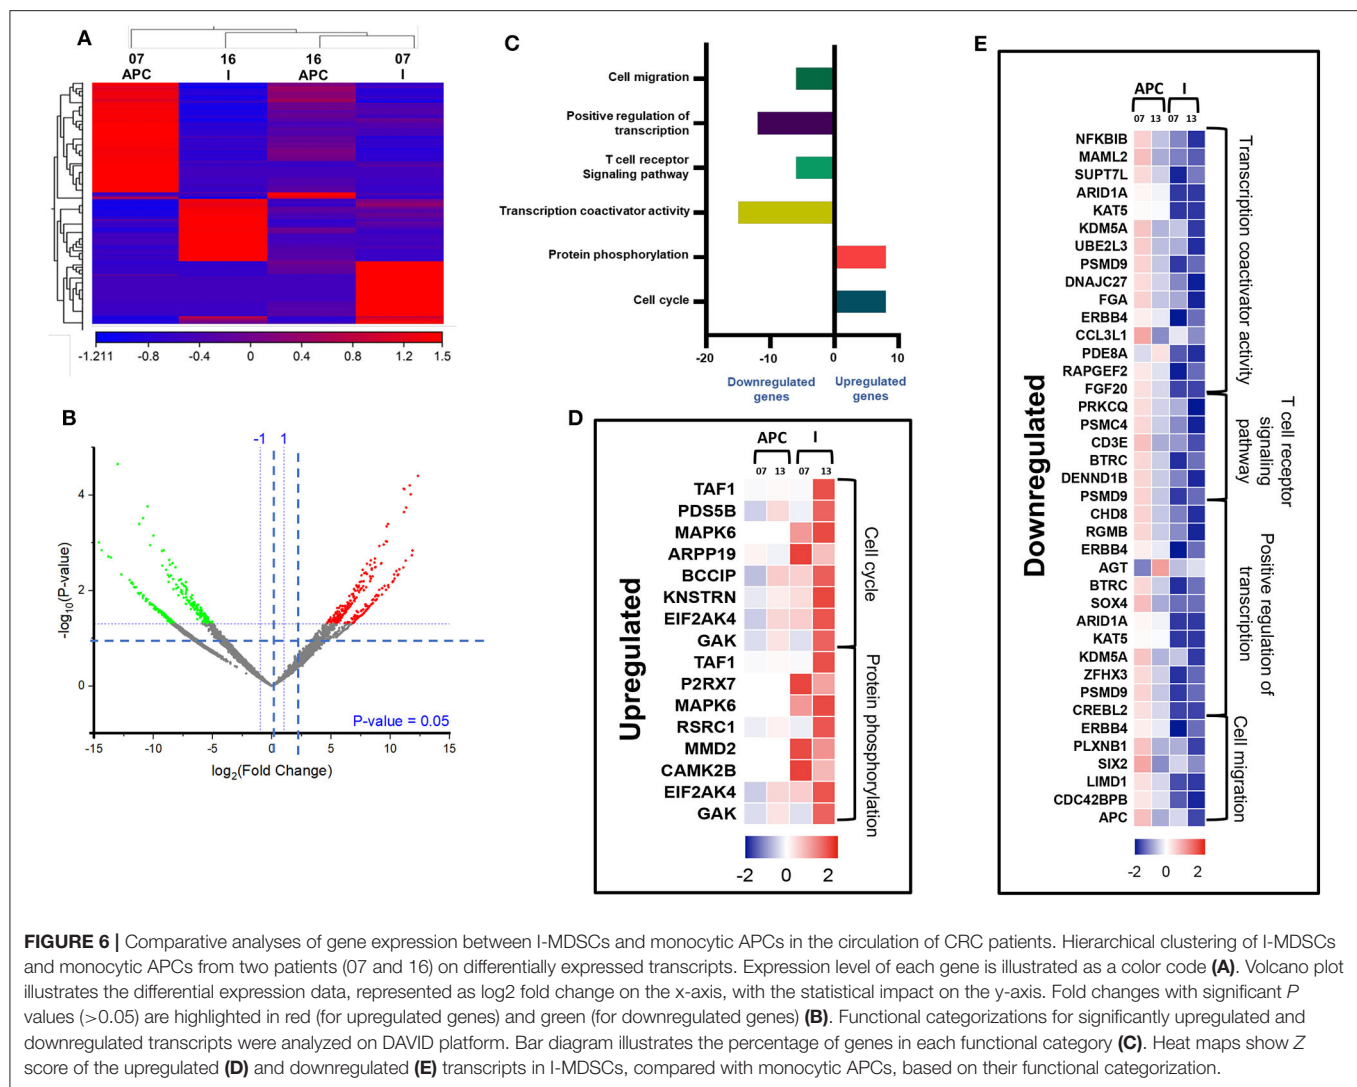 A
07 16 16 07
APC I APC I
-1.211 -0.8 -0.4 0 0.4 0.8 1.2 1.5
B
-1 1
4
2
0
-log10(P-value)
P-value = 0.05
-15 -10 -5 0 5 10 15
log2(Fold Change)
C
Cell migration
Positive regulation of
transcription
T cell receptor
Signaling pathway
Transcription coactivator activity
Protein phosphorylation
Cell cycle
-20 -10 0 10
Downregulated
genes
Upregulated
genes
D
Upregulated
APC I
07 13 07 13
TAF1
PDS5B
MAPK6
ARPP19
BCCIP
KNSTRN
EIF2AK4
GAK
TAF1
P2RX7
MAPK6
RSRC1
MMD2
CAMK2B
EIF2AK4
GAK
Cell cycle
Protein phosphorylation
-2 0 2
E
Downregulated
APC I
07 13 07 13
NFKBIB
MAML2
SUPT7L
ARID1A
KAT5
KDM5A
UBE2L3
PSMD9
DNAJC27
FGA
ERBB4
CCL3L1
PDE8A
RAPGEF2
FGF20
PRKCQ
PSMC4
CD3E
BTRC
DENND1B
PSMD9
CHD8
RGMB
ERBB4
AGT
BTRC
SOX4
ARID1A
KAT5
KDM5A
ZFHX3
PSMD9
CREBL2
ERBB4
PLXNB1
SIX2
LIMD1
CDC42BPB
APC
Transcription coactivator activity
T cell receptor
signaling
pathway
Positive regulation of
transcription
Cell migration
-2 0 2
FIGURE 6 | Comparative analyses of gene expression between I-MDSCs and monocytic APCs in the circulation of CRC patients. Hierarchical clustering of I-MDSCs
and monocytic APCs from two patients (07 and 16) on differentially expressed transcripts. Expression level of each gene is illustrated as a color code (A). Volcano plot
illustrates the differential expression data, represented as log2 fold change on the x-axis, with the statistical impact on the y-axis. Fold changes with significant P
values (>0.05) are highlighted in red (for upregulated genes) and green (for downregulated genes) (B). Functional categorizations for significantly upregulated and
downregulated transcripts were analyzed on DAVID platform. Bar diagram illustrates the percentage of genes in each functional category (C). Heat maps show Z
score of the upregulated (D) and downregulated (E) transcripts in I-MDSCs, compared with monocytic APCs, based on their functional categorization.